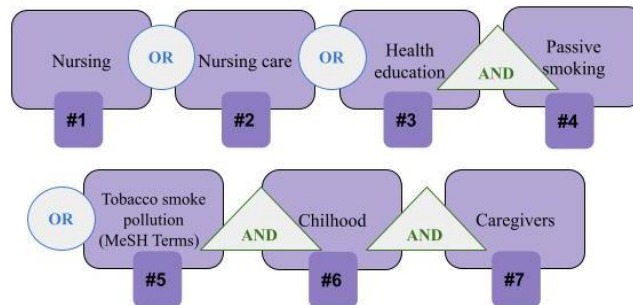 Nursing
OR
Nursing care
OR
Health
education
AND
Passive
smoking
#1
#2
#3
#4
OR
Tobacco smoke
pollution
(MeSH Terms)
AND
Chilhood
AND
Caregivers
#5
#6
#7